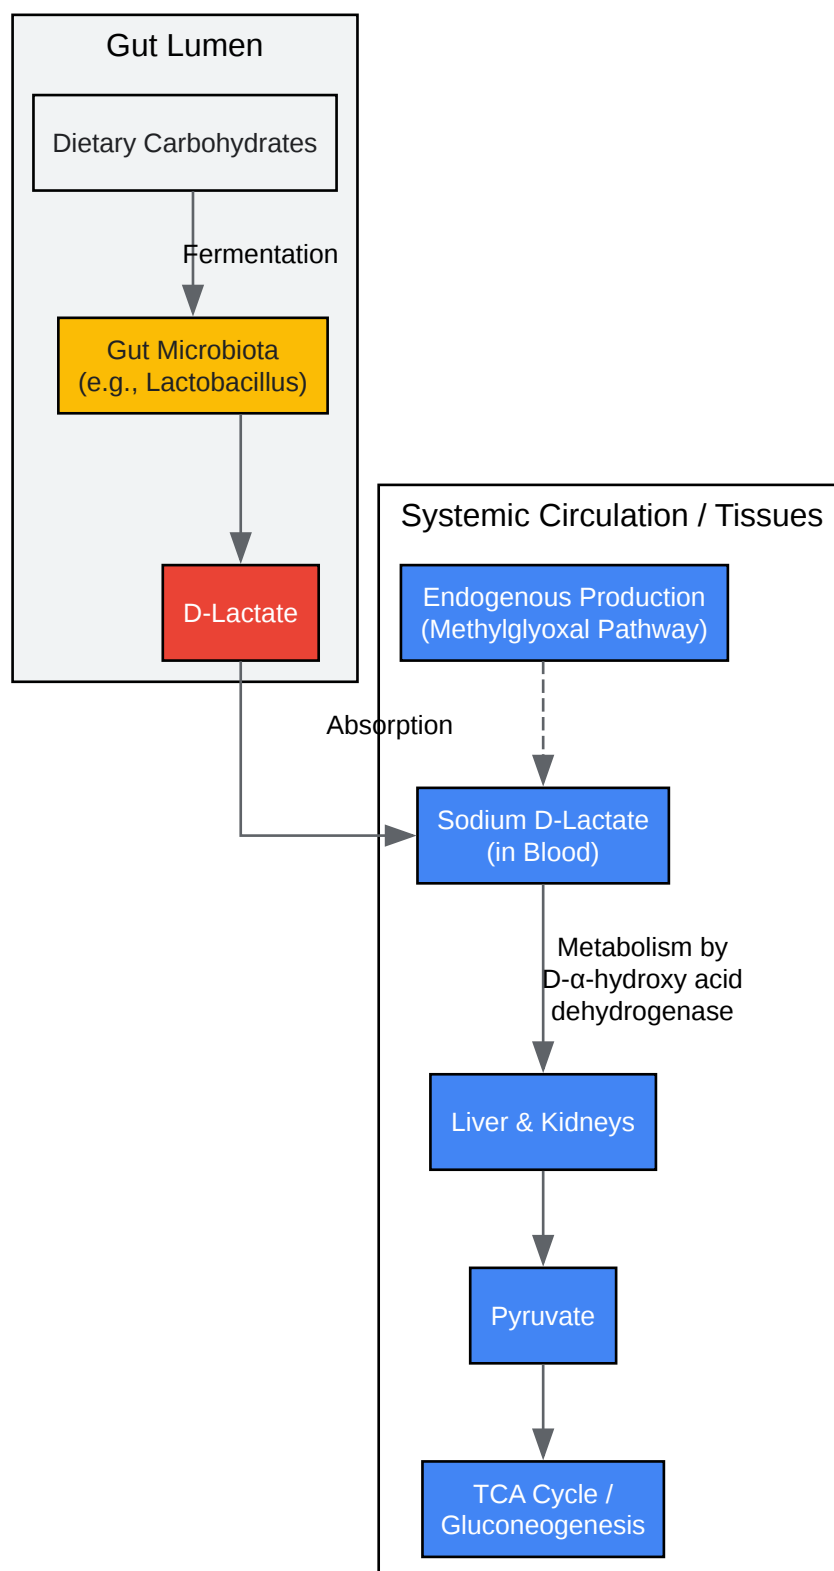 Gut Lumen
Dietary Carbohydrates
Fermentation
Gut Microbiota
(e.g., Lactobacillus)
D-Lactate
Systemic Circulation / Tissues
Endogenous Production
(Methylglyoxal Pathway)
Absorption
Sodium D-Lactate
(in Blood)
Metabolism by
D-α-hydroxy acid
dehydrogenase
Liver & Kidneys
Pyruvate
TCA Cycle /
Gluconeogenesis